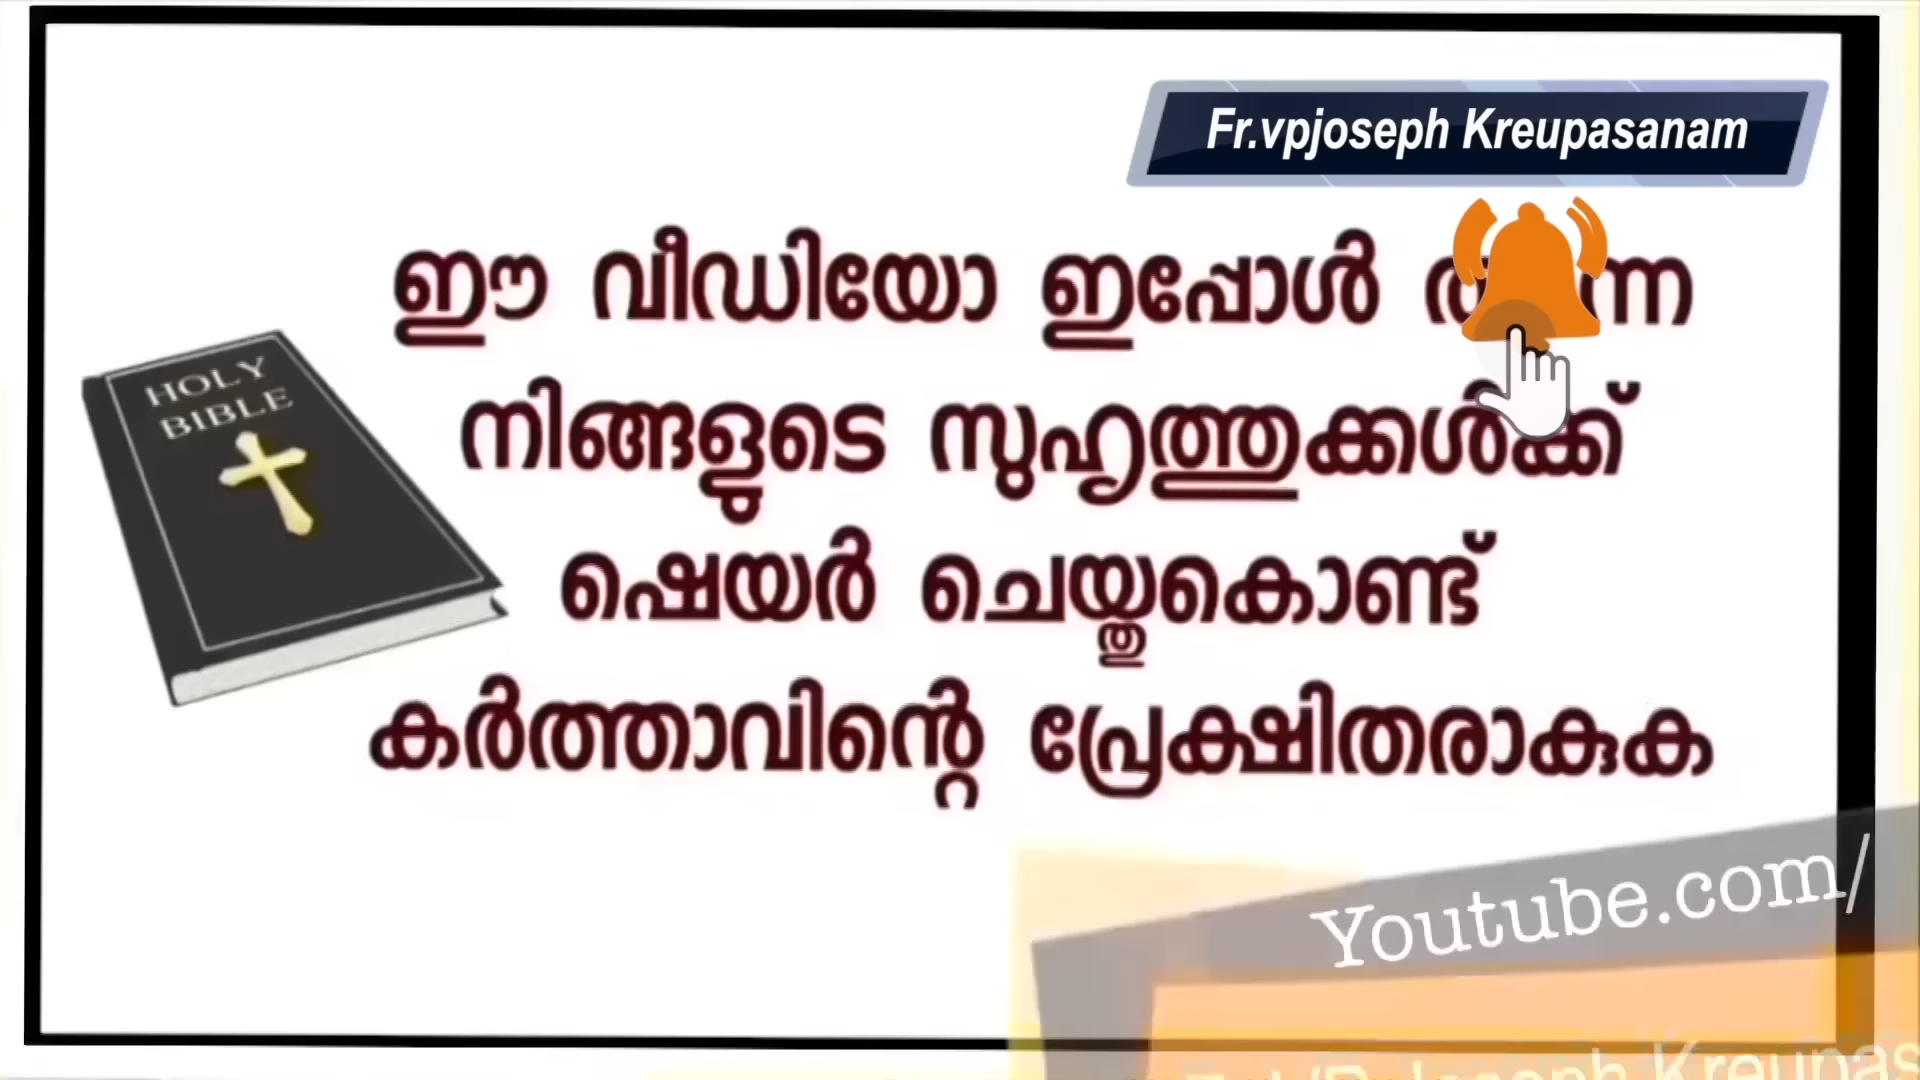 Fr.vpjoseph Kreupasanam
ഈ വീഡിയോ ഇപ്പോൾ
നിങ്ങളുടെ സുഹൃത്തുക്കൾക്ക്
ഷെയർ ചെയ്തുകൊണ്ട്
കർത്താവിന്റെ പ്രേക്ഷിതരാകുക
HOLY
BIBLE
Youtube.com/